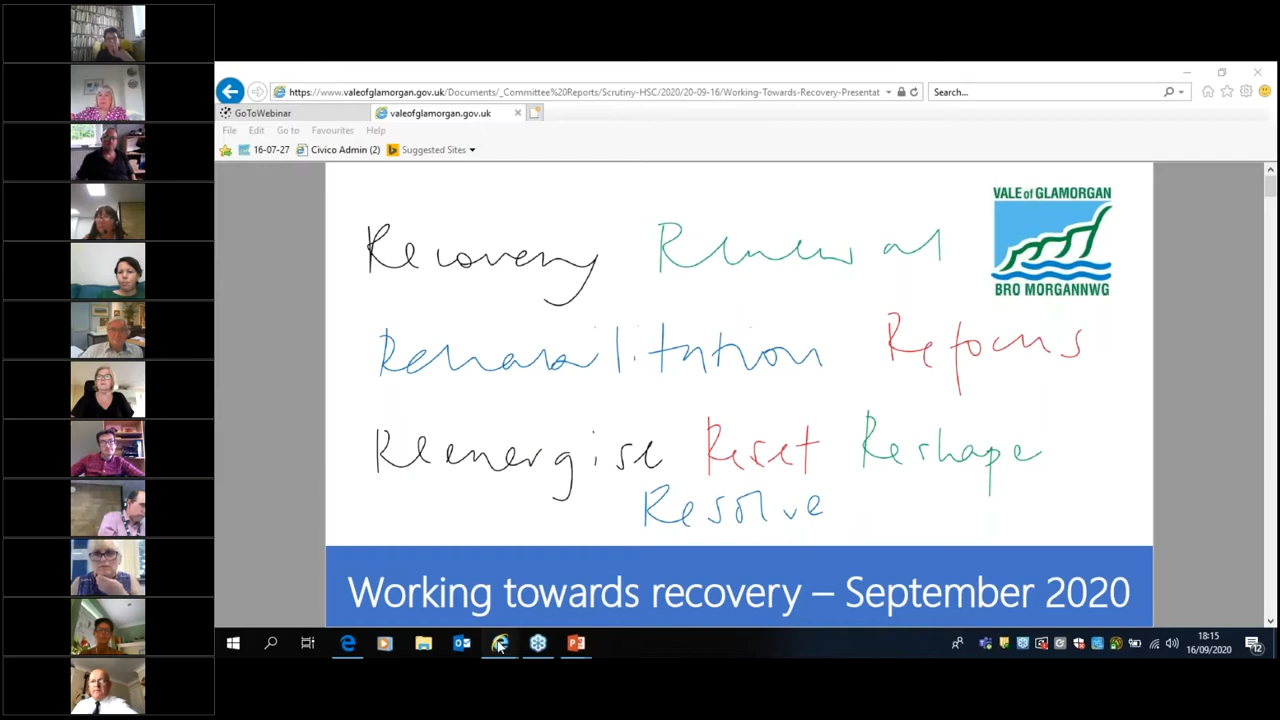 https://www.valeofglamorgan.gov.uk/Documents/_Committee%20Reports/Scrutiny-HSC/2020/20-09-16/Working-Towards-Recovery-Presentat
Search...
GoToWebinar
valeofglamorgan.gov.uk
File Edit Go to Favourites Help
16-07-27 Civico Admin (2) Suggested Sites
VALE of GLAMORGAN
BRO MORGANNWG
Recovery Renewal
Rehabilitation Refocus
Reenergise Reset Reshape
Resolve
Working towards recovery – September 2020
18:15
16/09/2020
12